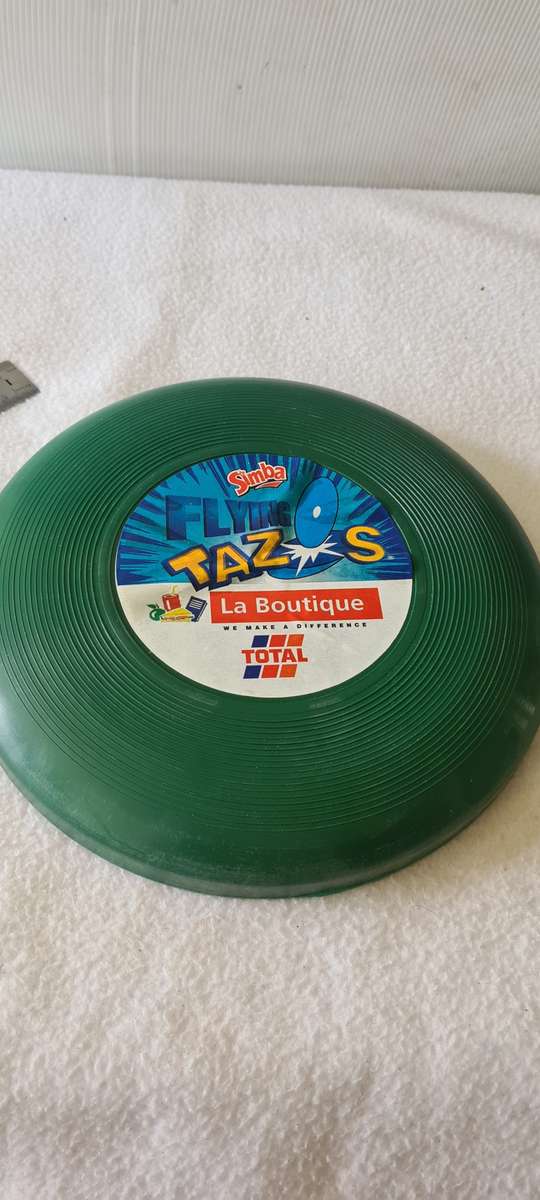 Simba
FLYING
TAZOS
La Boutique
WE MAKE A DIFFERENCE
TOTAL